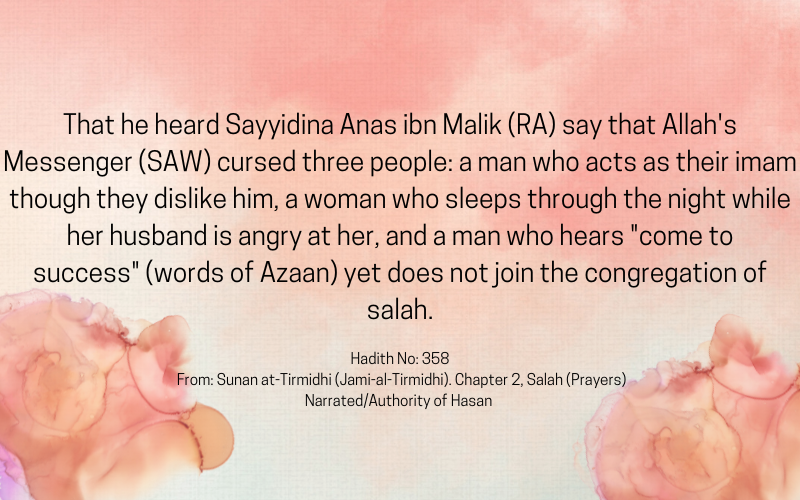 That he heard Sayyidina Anas ibn Malik (RA) say that Allah's
Messenger (SAW) cursed three people: a man who acts as their imam
though they dislike him, a woman who sleeps through the night while
her husband is angry at her, and a man who hears "come to
success" (words of Azaan) yet does not join the congregation of
salah.
Hadith No: 358
From: Sunan at-Tirmidhi (Jami-al-Tirmidhi). Chapter 2, Salah (Prayers)
Narrated/Authority of Hasan